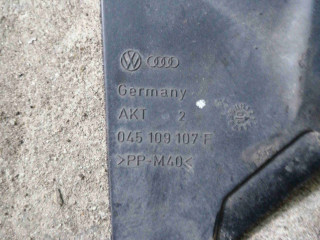 Germany
AKT 2
045 109 107 F
>PP-M40<